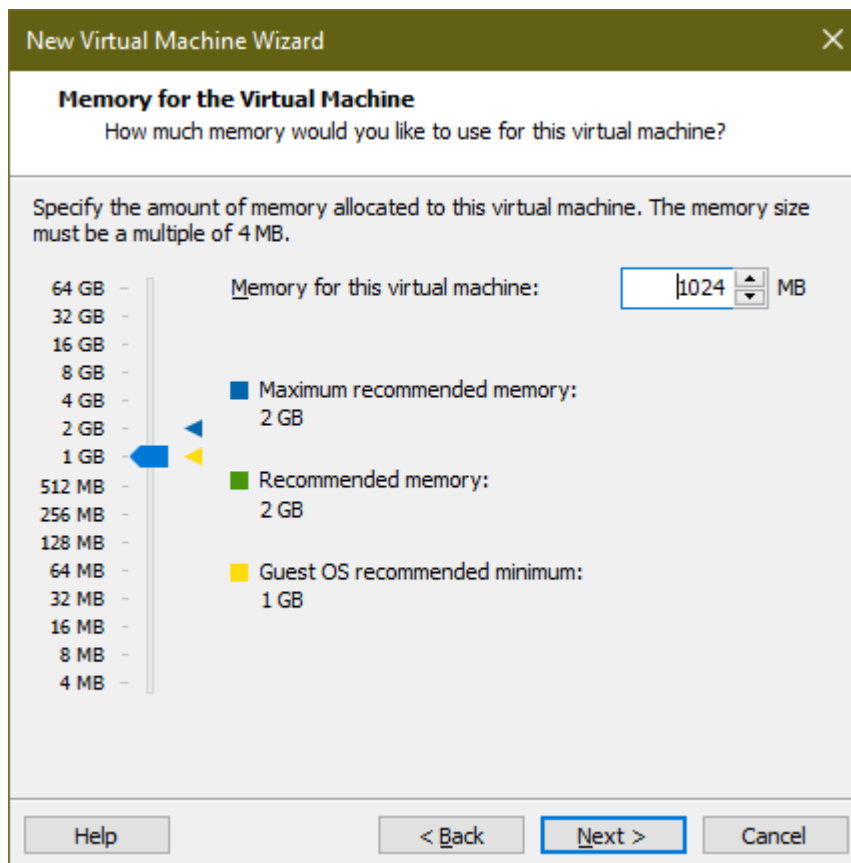 New Virtual Machine Wizard
Memory for the Virtual Machine
How much memory would you like to use for this virtual machine?
Specify the amount of memory allocated to this virtual machine. The memory size
must be a multiple of 4 MB.
64 GB
32 GB
16 GB
8 GB
4 GB
2 GB
1 GB
512 MB
256 MB
128 MB
64 MB
32 MB
16 MB
8 MB
4 MB
Memory for this virtual machine: 1024 MB
Maximum recommended memory:
2 GB
Recommended memory:
2 GB
Guest OS recommended minimum:
1 GB
Help < Back Next > Cancel